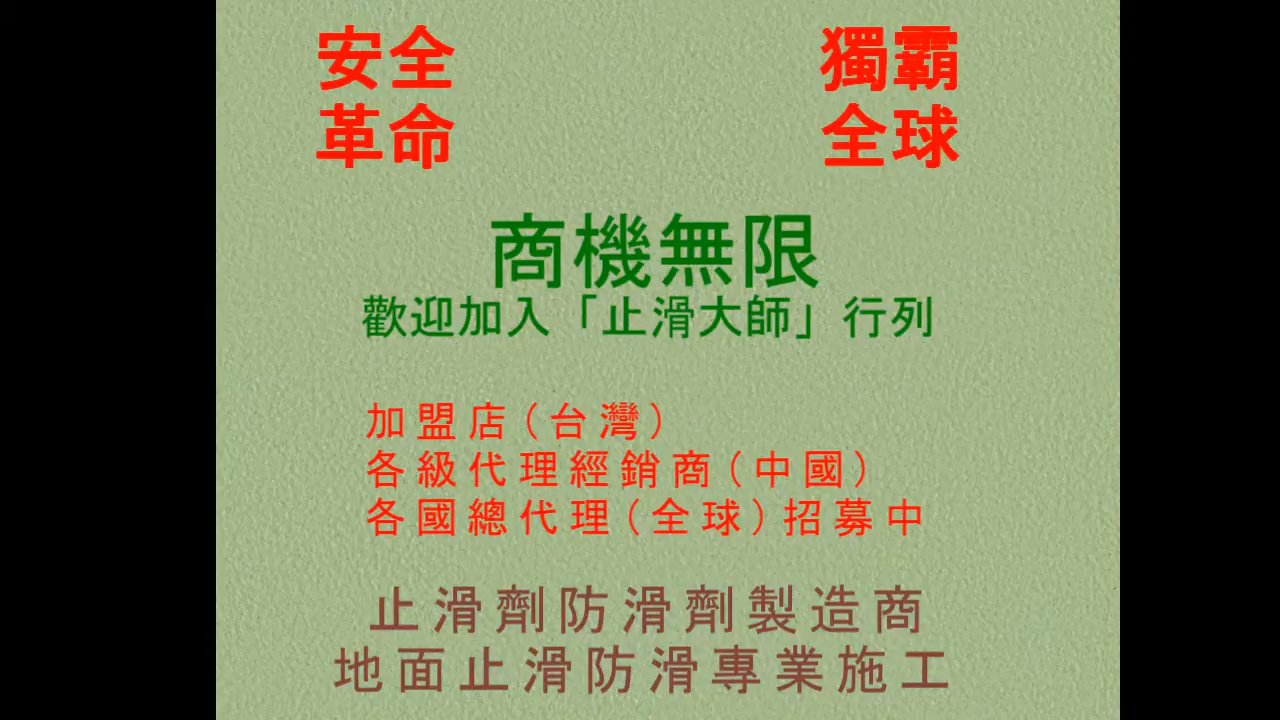 安全
革命
獨霸
全球
商機無限
歡迎加入「止滑大師」行列
加盟店(台灣)
各級代理經銷商(中國)
各國總代理(全球)招募中
止滑劑防滑劑製造商
地面止滑防滑專業施工